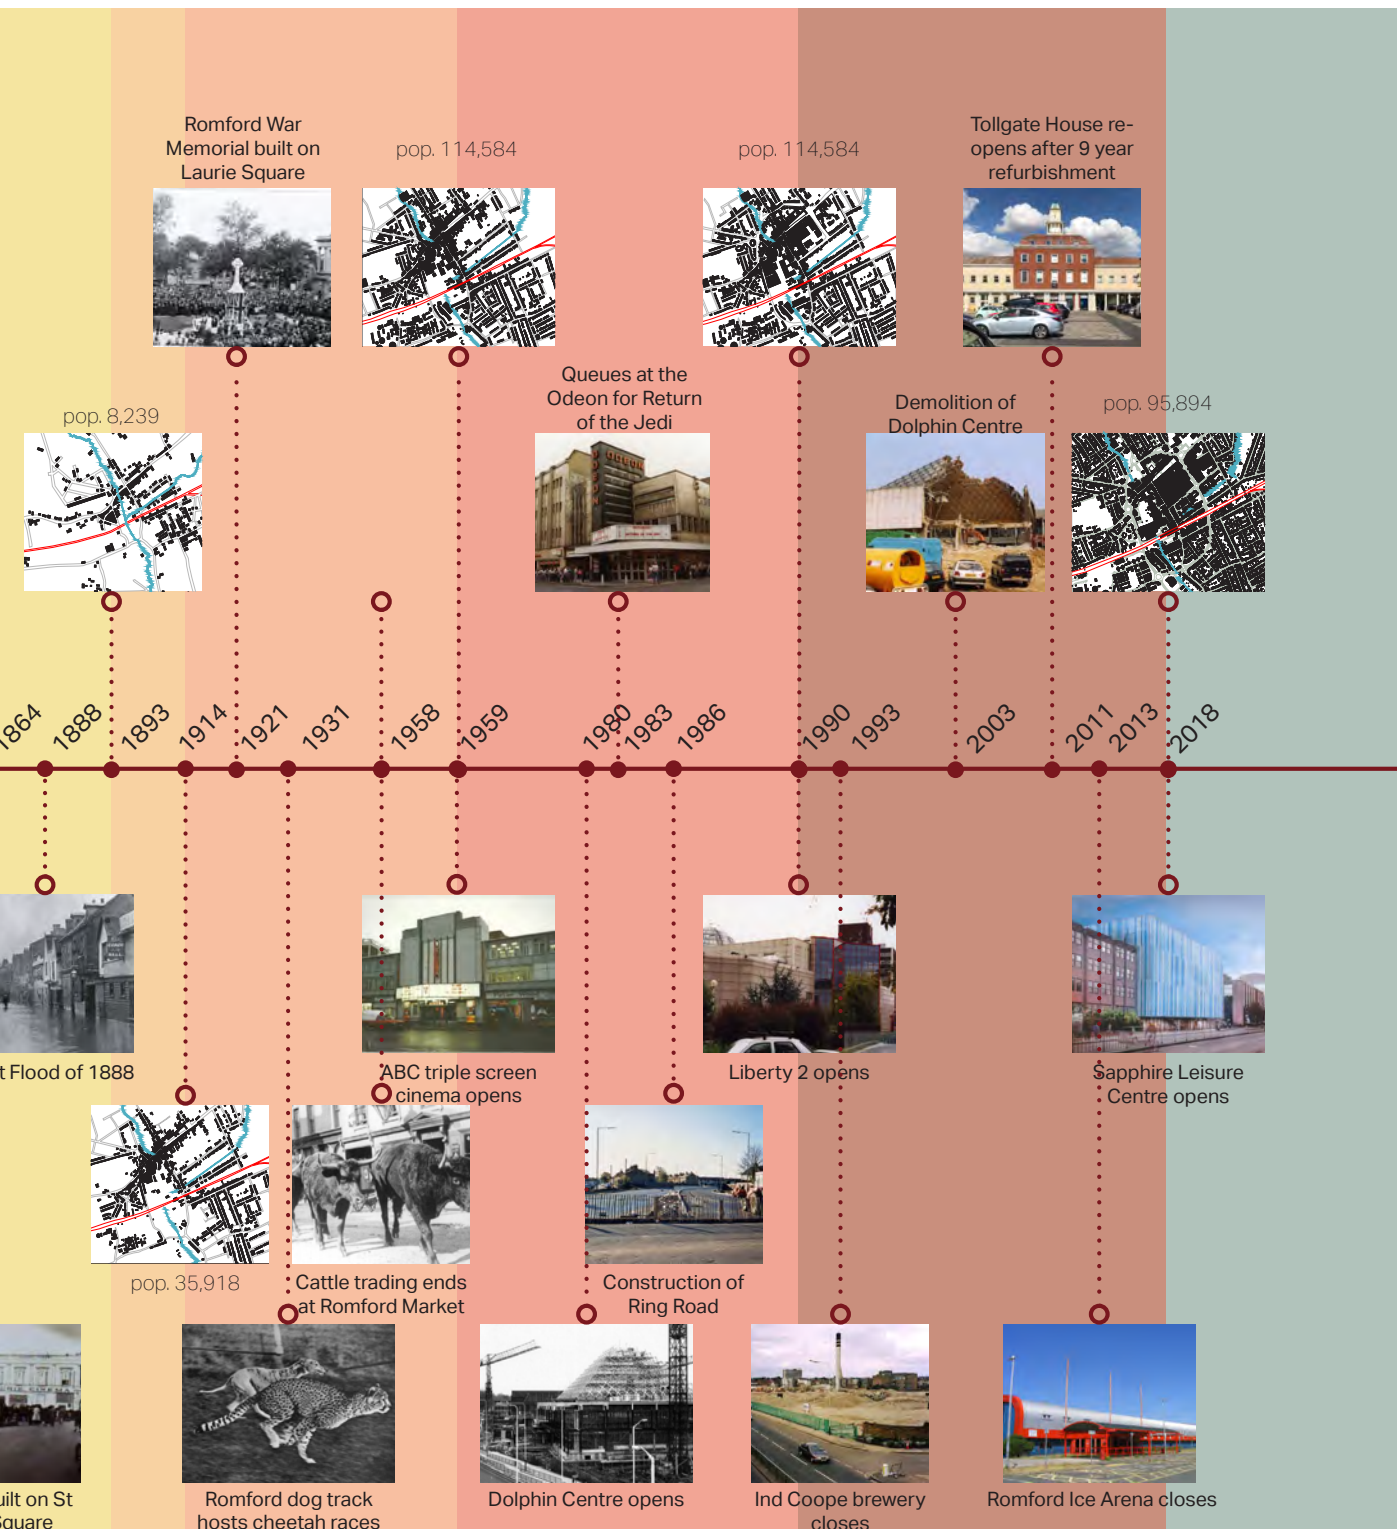 Romford War
Memorial built on
Laurie Square
pop. 114,584
pop. 114,584
Tollgate House re-
opens after 9 year
refurbishment
pop. 8,239
Queues at the
Odeon for Return
of the Jedi
ODEON
Demolition of
Dolphin Centre
pop. 95,894
1864
1888
1893
1914
1921
1931
1958
1959
1980
1983
1986
1990
1993
2003
2011
2013
2018
t Flood of 1888
ABC triple screen
cinema opens
Liberty 2 opens
Sapphire Leisure
Centre opens
pop. 35,918
Cattle trading ends
at Romford Market
Construction of
Ring Road
uilt on St
Square
Romford dog track
hosts cheetah races
Dolphin Centre opens
Ind Coope brewery
closes
Romford Ice Arena closes